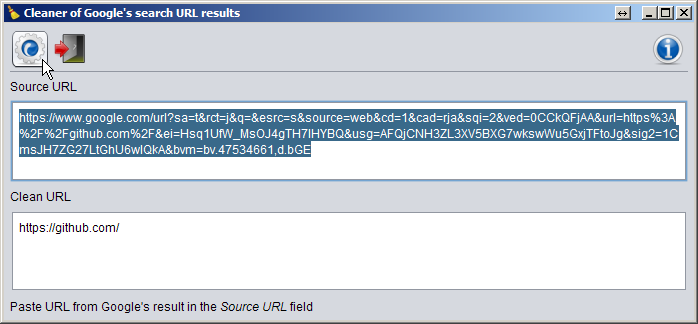 Cleaner of Google's search URL results
Source URL
https://www.google.com/url?sa=t&rct=j&q=&esrc=s&source=web&cd=1&cad=rja&sqi=2&ved=0CCkQFjAA&url=https%3A
%2F%2Fgithub.com%2F&ei=Hsq1UfW_MsOJ4gTH7IHYBQ&usg=AFQjCNH3ZL3XV5BXG7wkswWu5GxjTFtoJg&sig2=1C
msJH7ZG27LtGhU6wIQkA&bvm=bv.47534661,d.bGE
Clean URL
https://github.com/
Paste URL from Google's result in the Source URL field